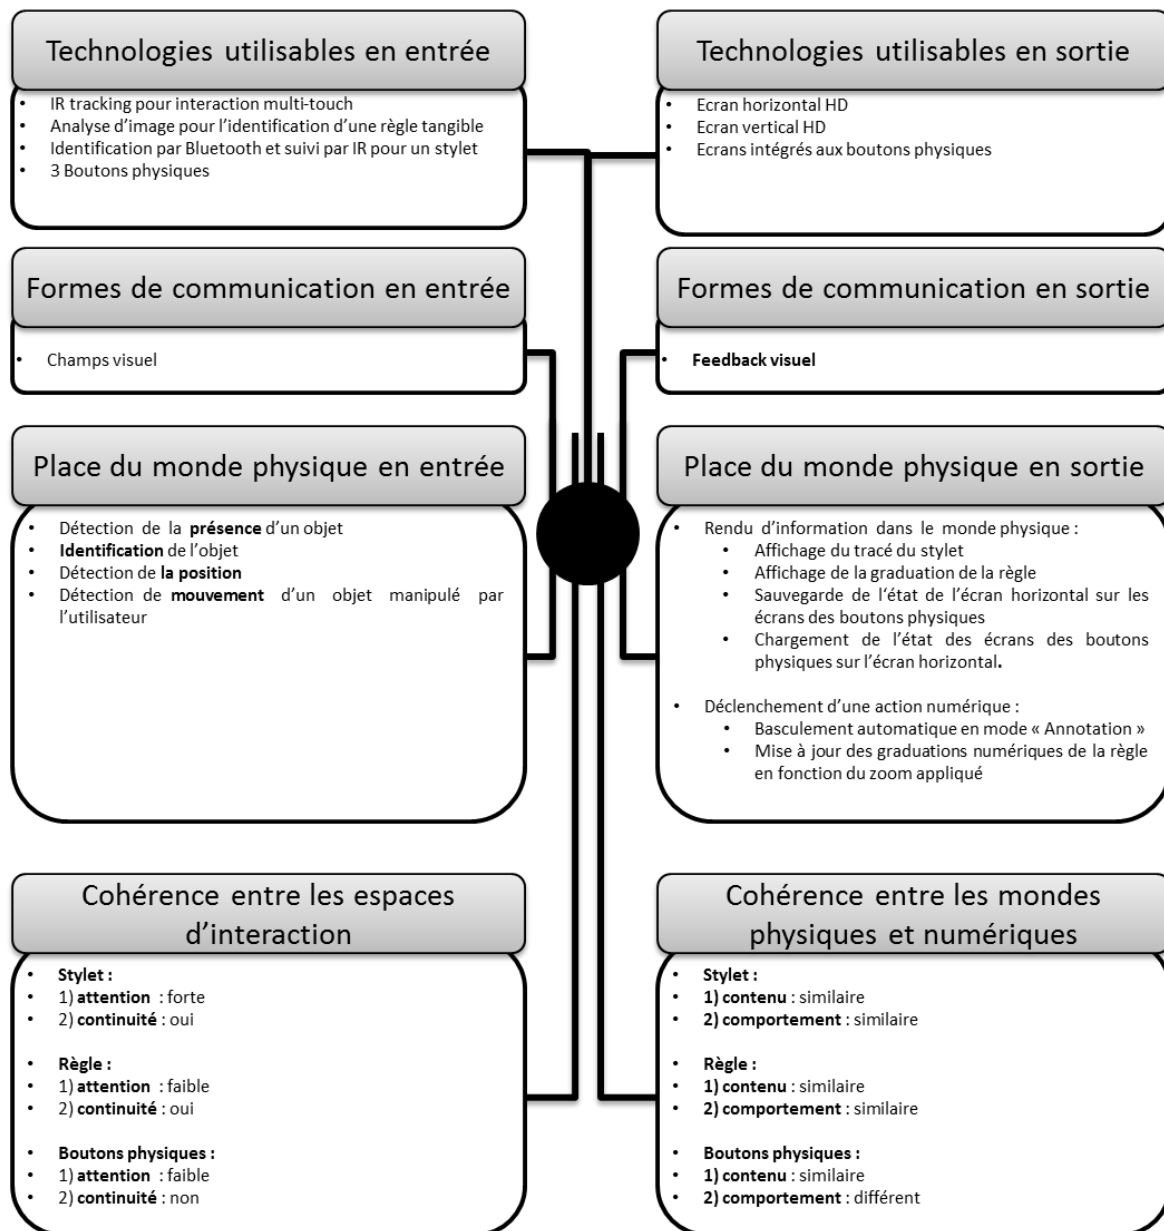 Technologies utilisables en entrée
• IR tracking pour interaction multi-touch
• Analyse d'image pour l'identification d'une règle tangible
• Identification par Bluetooth et suivi par IR pour un stylet
• 3 Boutons physiques
Technologies utilisables en sortie
• Ecran horizontal HD
• Ecran vertical HD
• Ecrans intégrés aux boutons physiques
Formes de communication en entrée
• Champs visuel
Formes de communication en sortie
• Feedback visuel
Place du monde physique en entrée
• Détection de la présence d'un objet
• Identification de l'objet
• Détection de la position
• Détection de mouvement d'un objet manipulé par
l'utilisateur
Place du monde physique en sortie
• Rendu d'information dans le monde physique :
• Affichage du tracé du stylet
• Affichage de la graduation de la règle
• Sauvegarde de l'état de l'écran horizontal sur les
écrans des boutons physiques
• Chargement de l'état des écrans des boutons
physiques sur l'écran horizontal.
• Déclenchement d'une action numérique :
• Basculement automatique en mode « Annotation »
• Mise à jour des graduations numériques de la règle
en fonction du zoom appliqué
Cohérence entre les espaces
d'interaction
• Stylet :
• 1) attention : forte
• 2) continuité : oui
• Règle :
• 1) attention : faible
• 2) continuité : oui
• Boutons physiques :
• 1) attention : faible
• 2) continuité : non
Cohérence entre les mondes
physiques et numériques
• Stylet :
• 1) contenu : similaire
• 2) comportement : similaire
• Règle :
• 1) contenu : similaire
• 2) comportement : similaire
• Boutons physiques :
• 1) contenu : similaire
• 2) comportement : différent